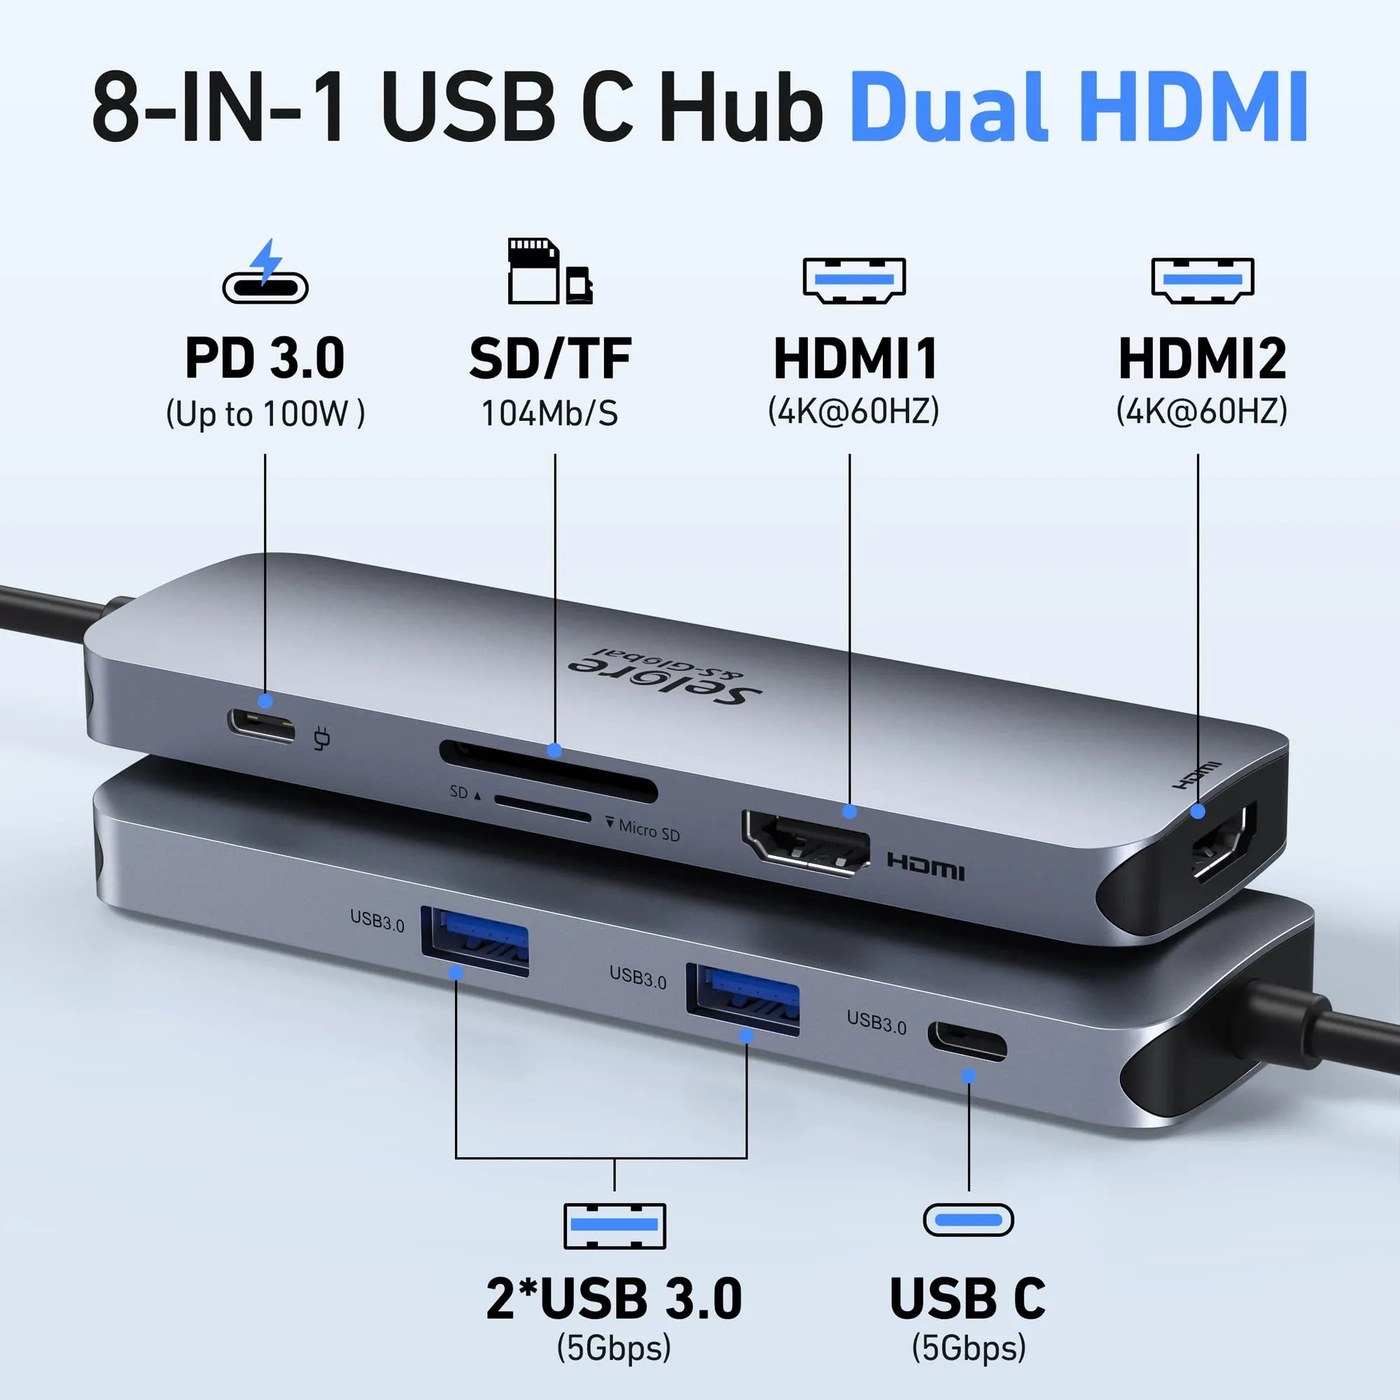 8-IN-1 USB C Hub Dual HDMI
PD 3.0
(Up to 100W )
SD/TF
104Mb/S
HDMI1
(4K@60HZ)
HDMI2
(4K@60HZ)
Selore
&S-Global
HDMI
SD ▲
▼ Micro SD
HDMI
USB3.0
USB3.0
USB3.0
2*USB 3.0
(5Gbps)
USB C
(5Gbps)